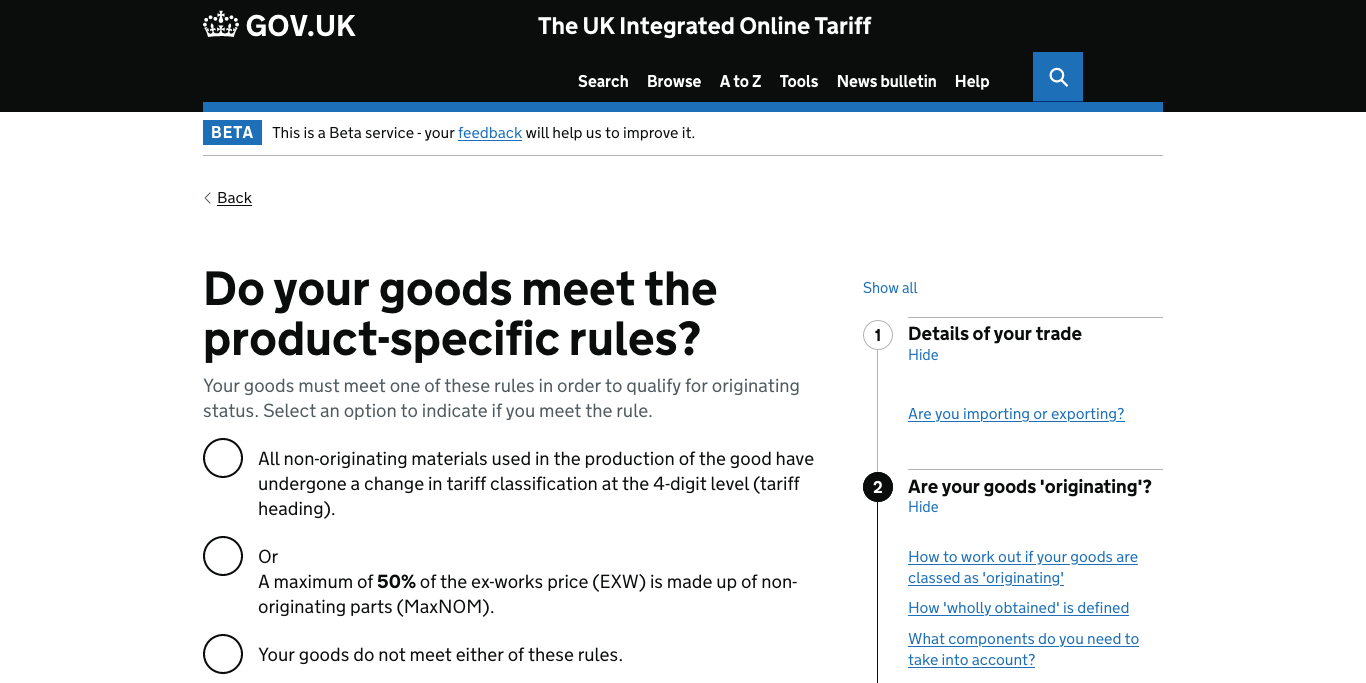 GOV.UK
The UK Integrated Online Tariff
Search Browse A to Z Tools News bulletin Help
BETA This is a Beta service - your feedback will help us to improve it.
Back
Do your goods meet the
product-specific rules?
Your goods must meet one of these rules in order to qualify for originating
status. Select an option to indicate if you meet the rule.
All non-originating materials used in the production of the good have
undergone a change in tariff classification at the 4-digit level (tariff
heading).
Or
A maximum of 50% of the ex-works price (EXW) is made up of non-
originating parts (MaxNOM).
Your goods do not meet either of these rules.
Show all
1 Details of your trade
Hide
Are you importing or exporting?
2 Are your goods 'originating'?
Hide
How to work out if your goods are
classed as 'originating'
How 'wholly obtained' is defined
What components do you need to
take into account?